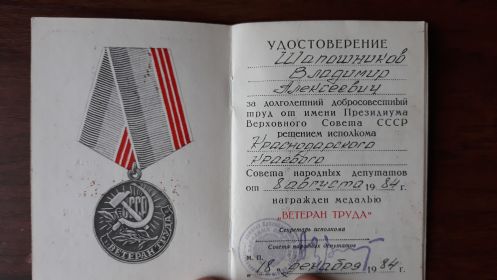 СССР
ВЕТЕРАН ТРУДА
УДОСТОВЕРЕНИЕ
Шапошников
Владимир
Алексеевич
за долголетний добросовестный
труд от имени Президиума
Верховного Совета СССР
решением исполкома
Краснодарского
Краевого
Совета народных депутатов
от 8 августа 1984 г.
награжден медалью
„ВЕТЕРАН ТРУДА"
Секретарь исполкома
Совета народных депутатов
М. П.
18 декабря 1984 г.